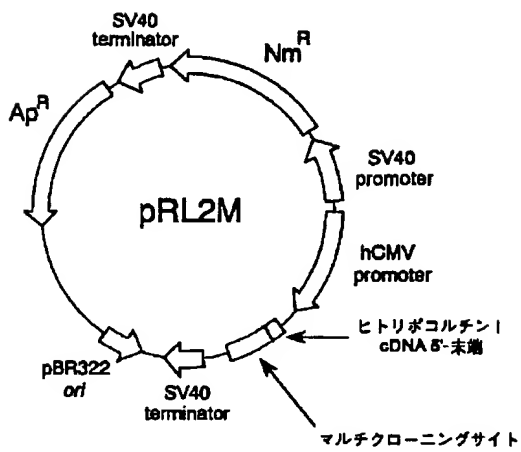 SV40
terminator
Nm^R
Ap^R
SV40
promoter
pRL2M
hCMV
promoter
ヒトリポコルチン I
cDNA 5'-末端
pBR322
ori
SV40
terminator
マルチクローニングサイト